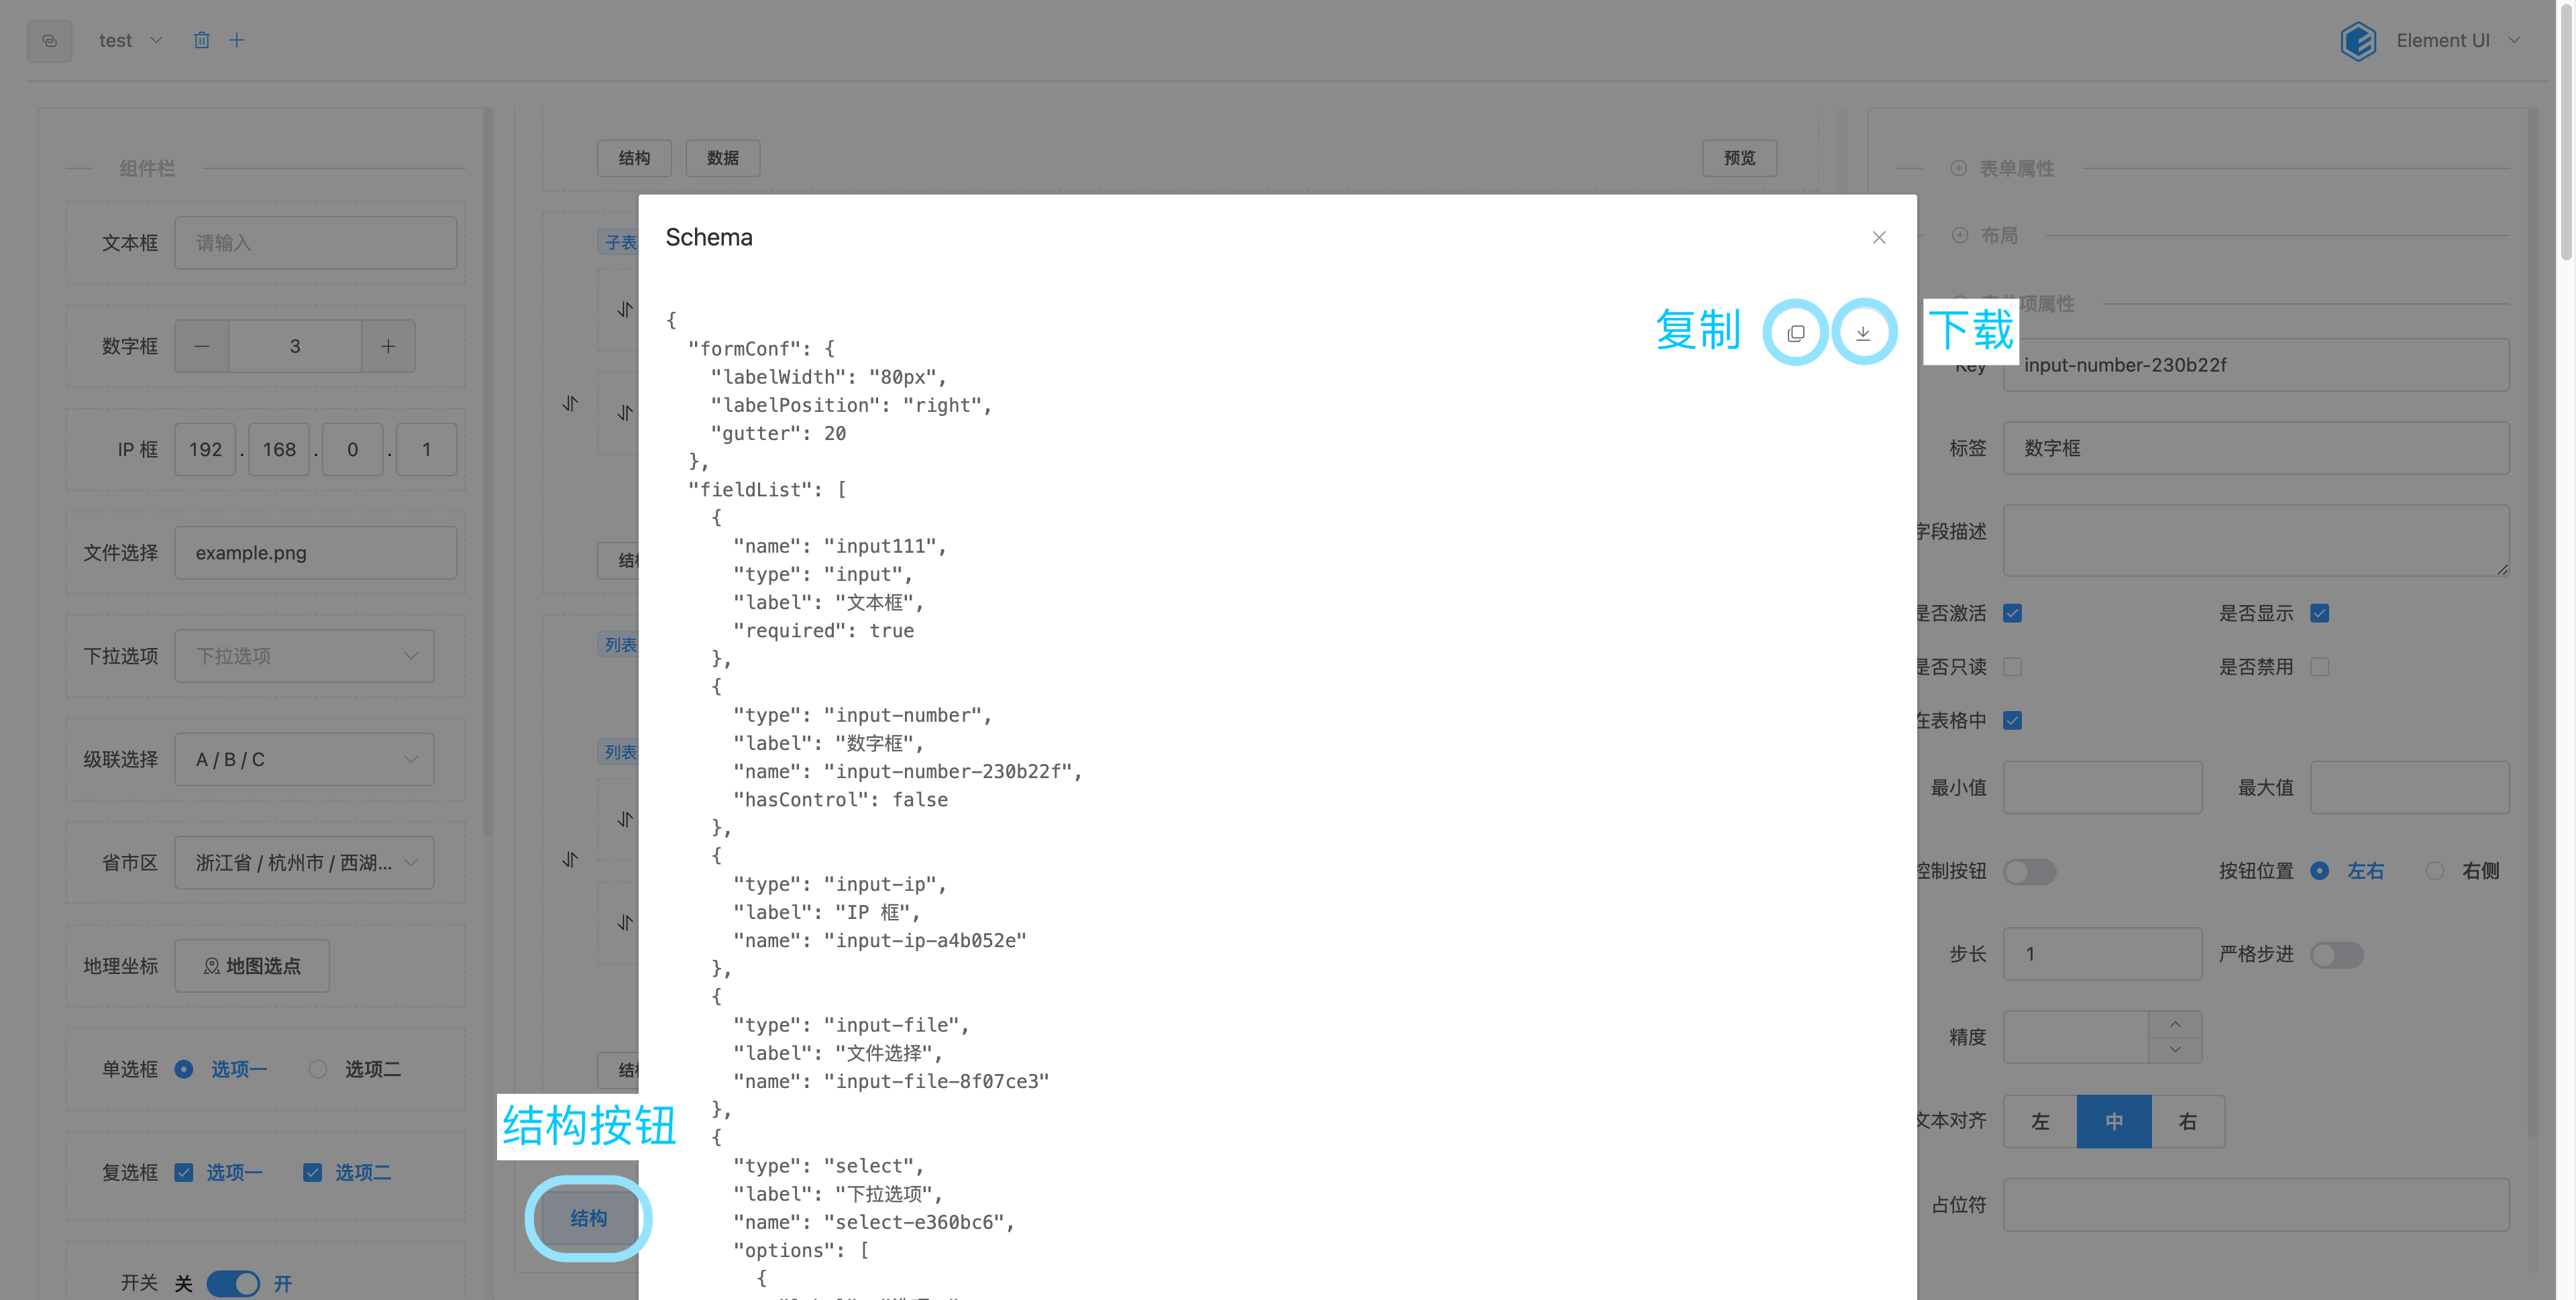 test
Element UI
组件栏
文本框
请输入
数字框
3
IP 框
192 . 168 . 0 . 1
文件选择
example.png
下拉选项
下拉选项
级联选择
A / B / C
省市区
浙江省 / 杭州市 / 西湖...
地理坐标
地图选点
单选框
选项一
选项二
复选框
选项一
选项二
开关
关
开
结构
数据
预览
子表
列表
列表
结构按钮
结构
Schema
复制
下载
{
"formConf": {
"labelWidth": "80px",
"labelPosition": "right",
"gutter": 20
},
"fieldList": [
{
"name": "input111",
"type": "input",
"label": "文本框",
"required": true
},
{
"type": "input-number",
"label": "数字框",
"name": "input-number-230b22f",
"hasControl": false
},
{
"type": "input-ip",
"label": "IP 框",
"name": "input-ip-a4b052e"
},
{
"type": "input-file",
"label": "文件选择",
"name": "input-file-8f07ce3"
},
{
"type": "select",
"label": "下拉选项",
"name": "select-e360bc6",
"options": [
{
表单属性
布局
项属性
Key
input-number-230b22f
标签
数字框
字段描述
是否激活
是否显示
是否只读
是否禁用
在表格中
最小值
最大值
控制按钮
按钮位置
左右
右侧
步长
1
严格步进
精度
文本对齐
左
中
右
占位符